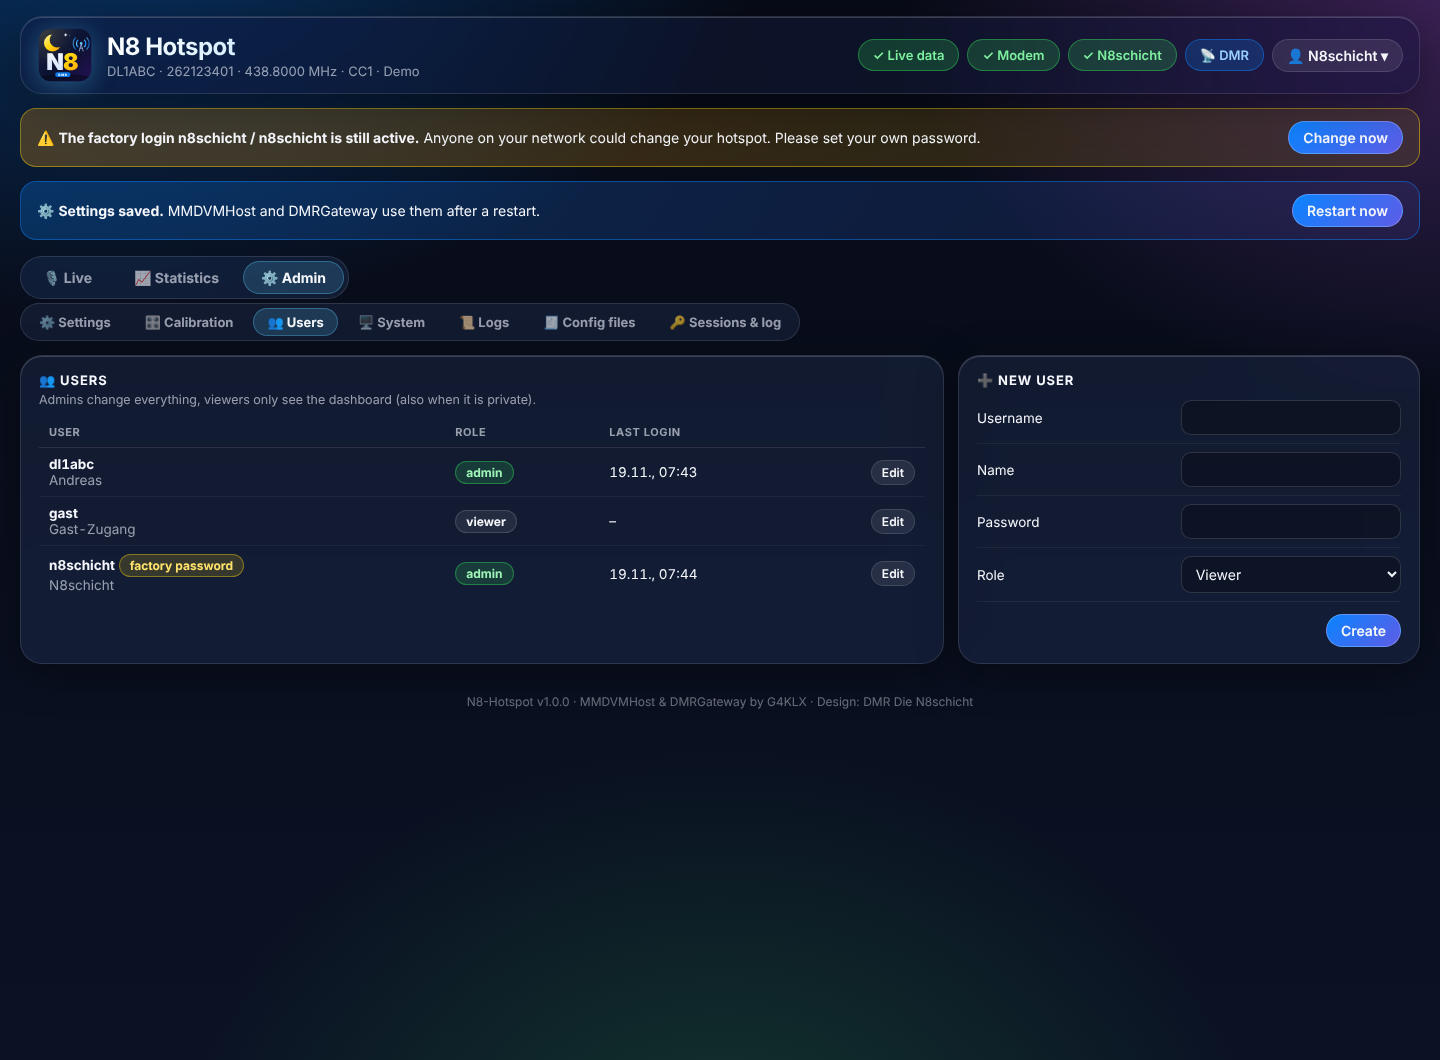 N8
DMR
N8 Hotspot
DL1ABC · 262123401 · 438.8000 MHz · CC1 · Demo
✓ Live data
✓ Modem
✓ N8schicht
📡 DMR
👤 N8schicht ▾
⚠️ The factory login n8schicht / n8schicht is still active. Anyone on your network could change your hotspot. Please set your own password.
Change now
⚙️ Settings saved. MMDVMHost and DMRGateway use them after a restart.
Restart now
🎙️ Live 📈 Statistics ⚙️ Admin
⚙️ Settings 🎛️ Calibration 👥 Users 🖥️ System 📜 Logs 🧾 Config files 🔑 Sessions & log
👥 USERS
Admins change everything, viewers only see the dashboard (also when it is private).
USER ROLE LAST LOGIN
dl1abc
Andreas
admin
19.11., 07:43
Edit
gast
Gast-Zugang
viewer
–
Edit
n8schicht factory password
N8schicht
admin
19.11., 07:44
Edit
➕ NEW USER
Username
Name
Password
Role
Viewer
Create
N8-Hotspot v1.0.0 · MMDVMHost & DMRGateway by G4KLX · Design: DMR Die N8schicht